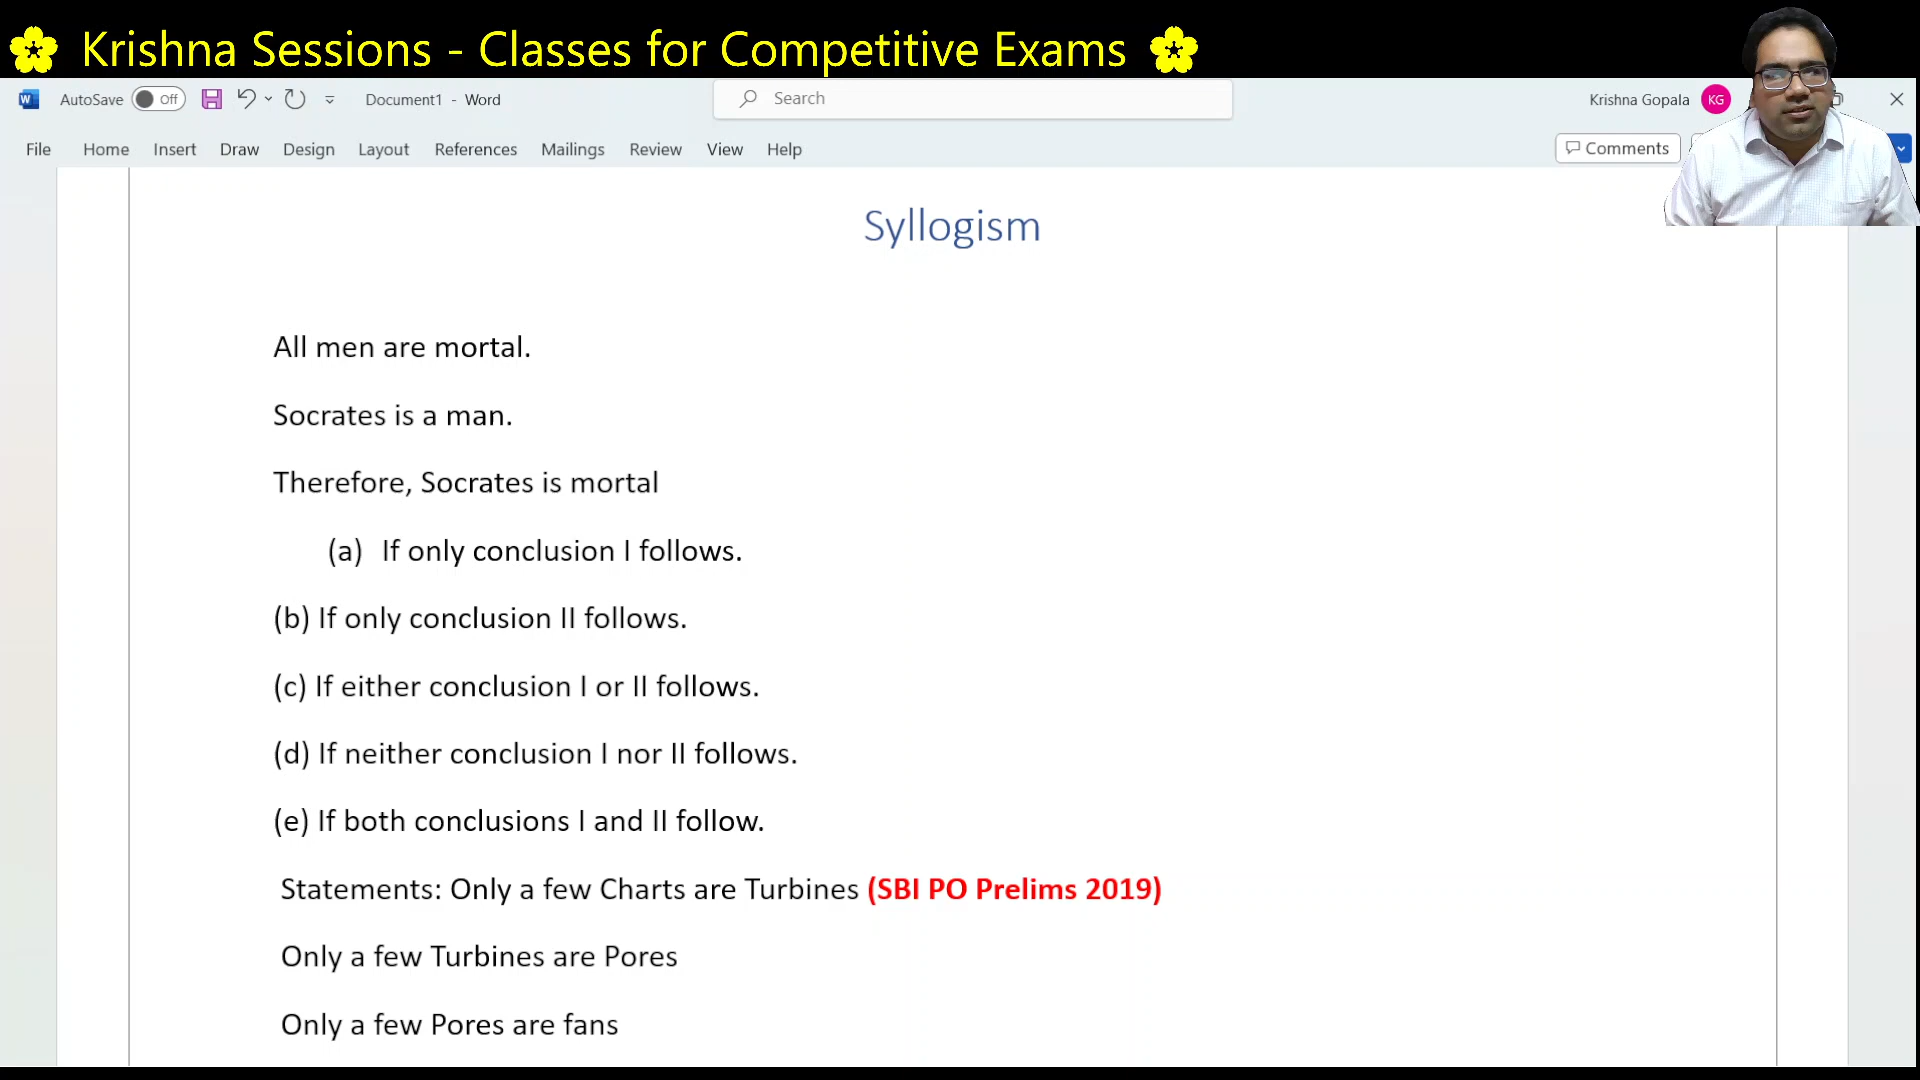 Krishna Sessions - Classes for Competitive Exams
W AutoSave Off Document1 - Word Search Krishna Gopala KG
File Home Insert Draw Design Layout References Mailings Review View Help Comments
Syllogism
All men are mortal.
Socrates is a man.
Therefore, Socrates is mortal
(a) If only conclusion I follows.
(b) If only conclusion II follows.
(c) If either conclusion I or II follows.
(d) If neither conclusion I nor II follows.
(e) If both conclusions I and II follow.
Statements: Only a few Charts are Turbines (SBI PO Prelims 2019)
Only a few Turbines are Pores
Only a few Pores are fans